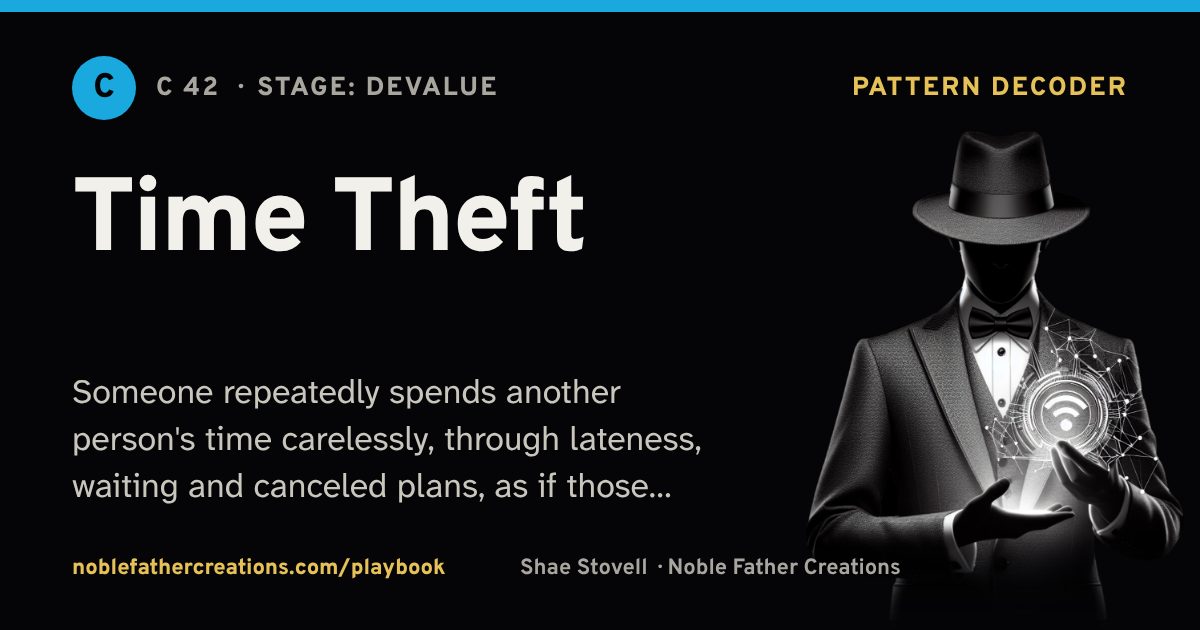 C
C 42 · STAGE: DEVALUE
PATTERN DECODER
Time Theft
Someone repeatedly spends another
person's time carelessly, through lateness,
waiting and canceled plans, as if those...
noblefathercreations.com/playbook
Shae Stovell · Noble Father Creations